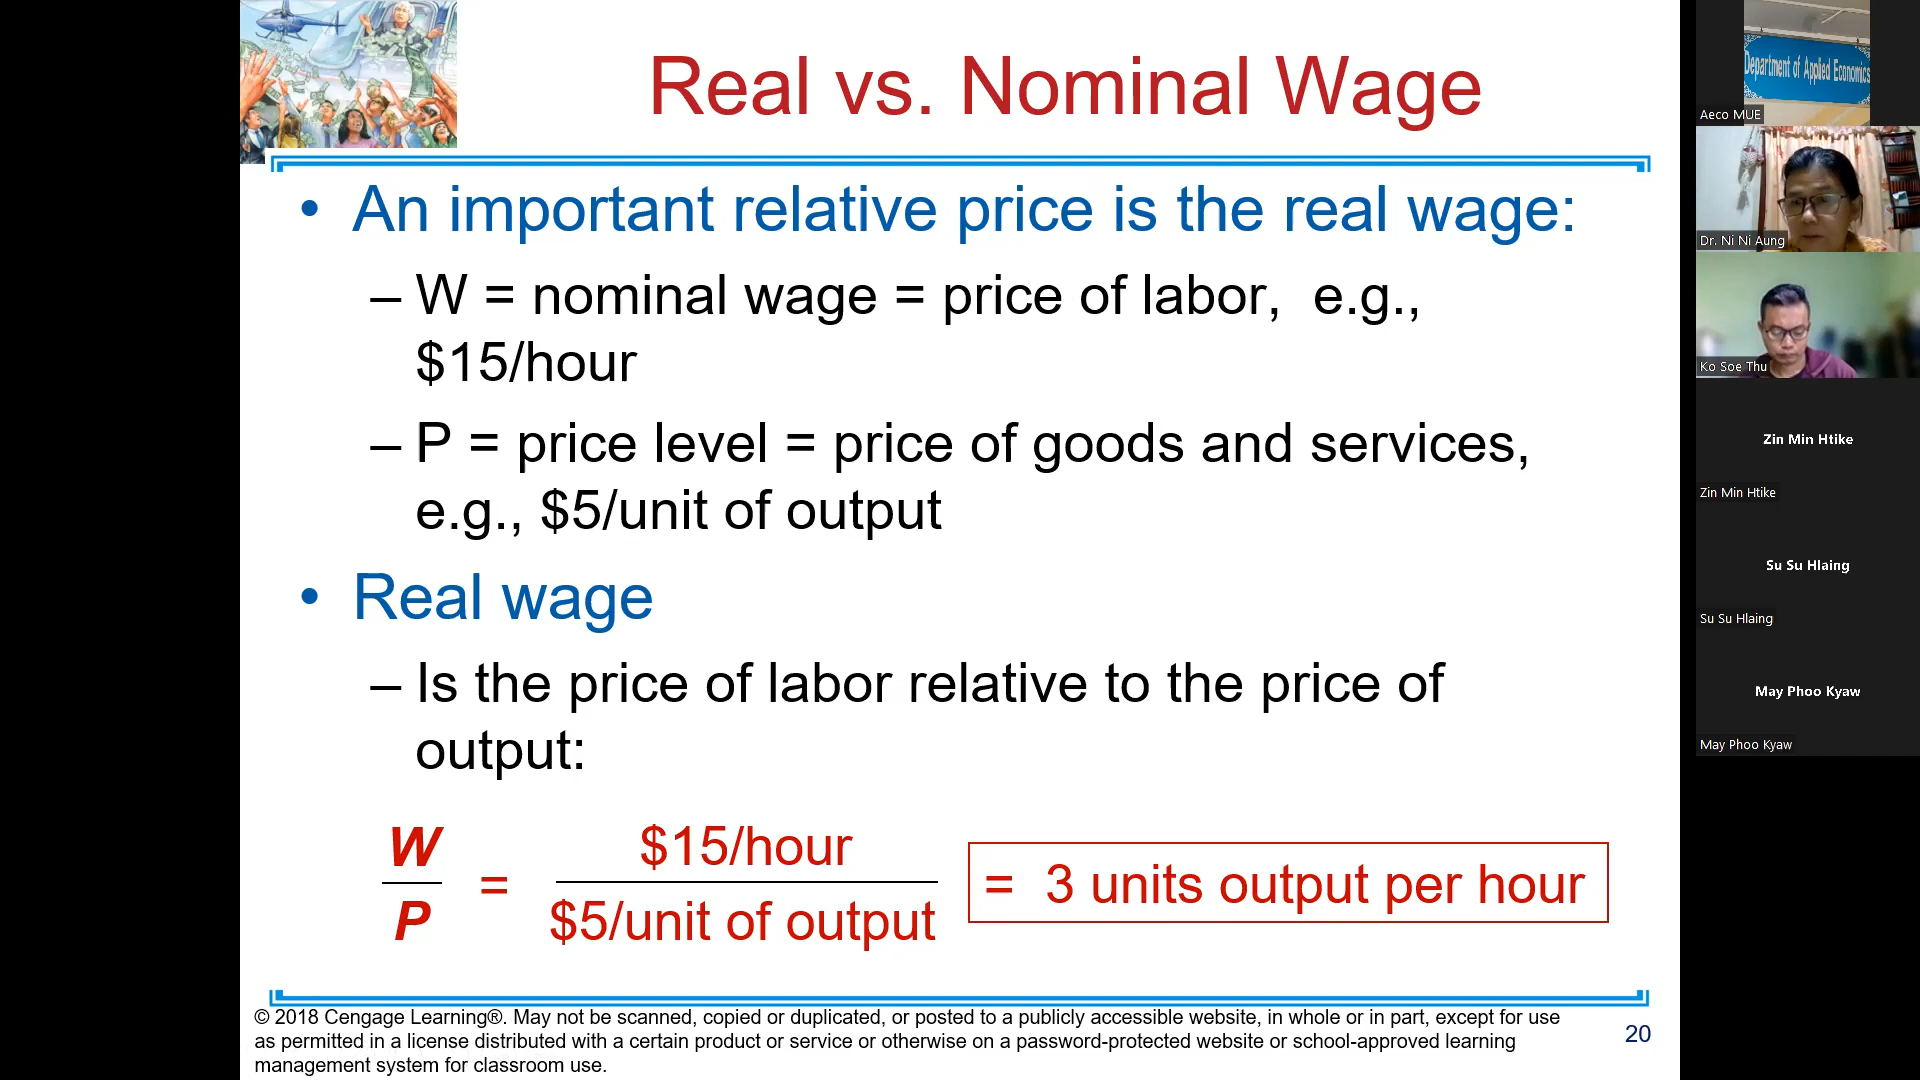 Real vs. Nominal Wage
• An important relative price is the real wage:
– W = nominal wage = price of labor, e.g.,
$15/hour
– P = price level = price of goods and services,
e.g., $5/unit of output
• Real wage
– Is the price of labor relative to the price of
output:
W
P
=
$15/hour
$5/unit of output
= 3 units output per hour
© 2018 Cengage Learning®. May not be scanned, copied or duplicated, or posted to a publicly accessible website, in whole or in part, except for use
as permitted in a license distributed with a certain product or service or otherwise on a password-protected website or school-approved learning
management system for classroom use.
20
Department of Applied Economics
Aeco MUE
Dr. Ni Ni Aung
Ko Soe Thu
Zin Min Htike
Zin Min Htike
Su Su Hlaing
Su Su Hlaing
May Phoo Kyaw
May Phoo Kyaw